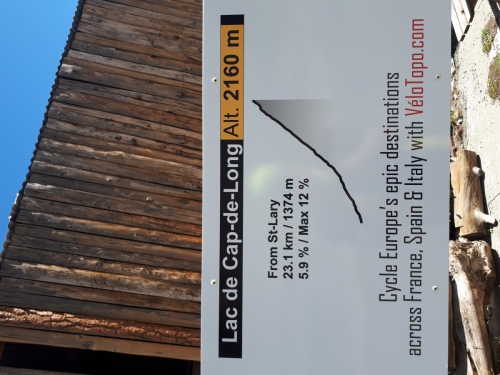 Lac de Cap-de-Long Alt. 2160 m
From St-Lary
23.1 km / 1374 m
5.9 % / Max 12 %
Cycle Europe's epic destinations
across France, Spain & Italy with VéloTopo.com